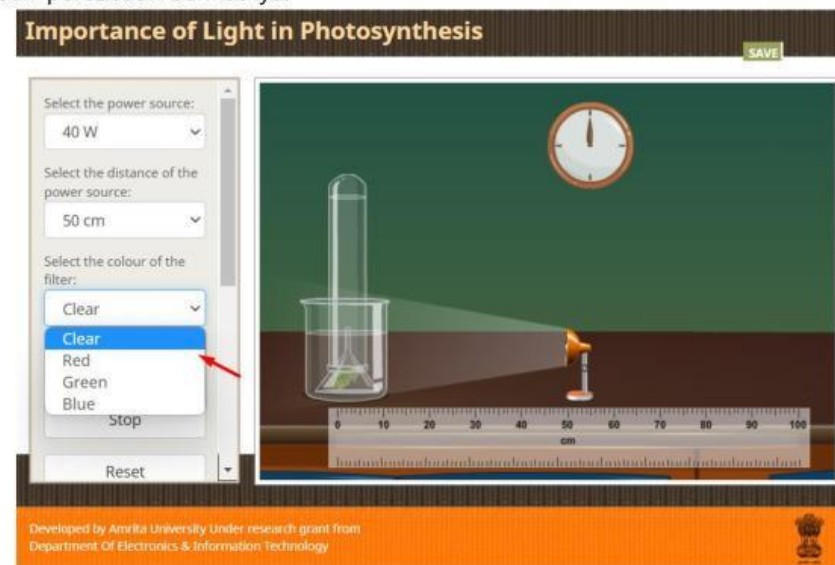 Importance of Light in Photosynthesis
SAVE
Select the power source:
40 W
Select the distance of the
power source:
50 cm
Select the colour of the
filter:
Clear
Clear
Red
Green
Blue
Stop
Reset
0 10 20 30 40 50 60 70 80 90 100
cm
Developed by Amrita University Under research grant from
Department Of Electronics & Information Technology